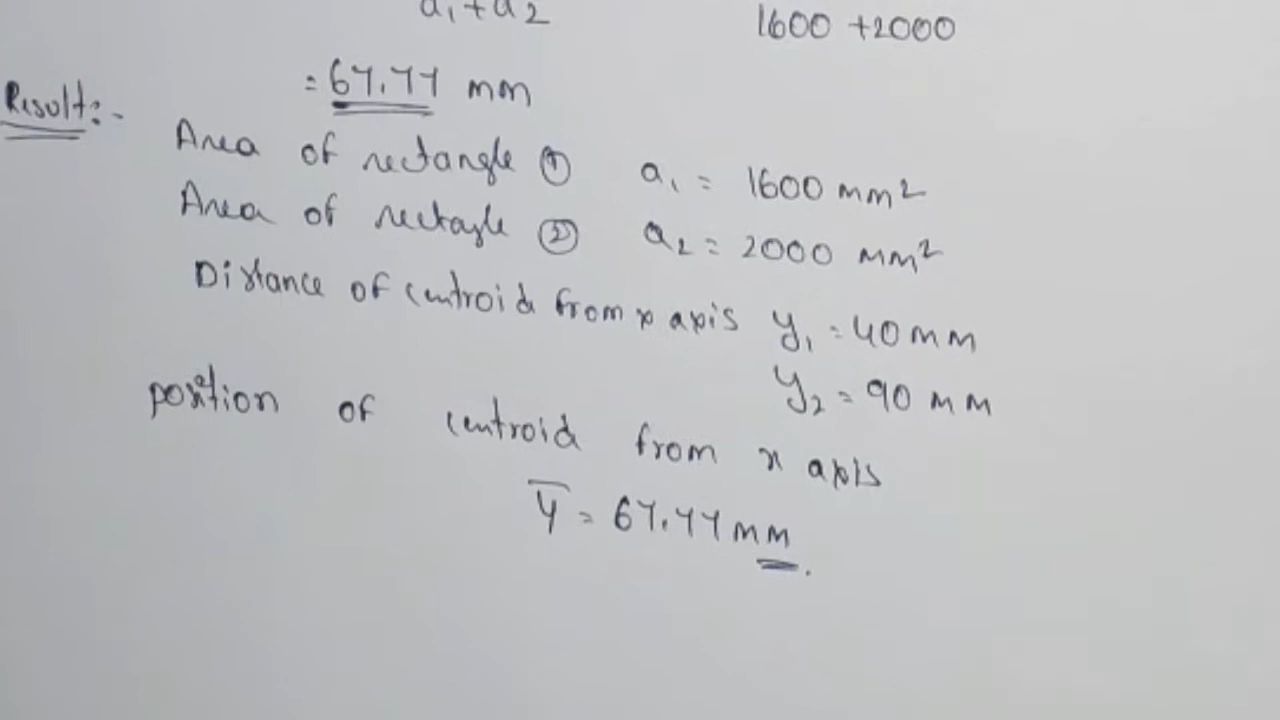 a₁+a₂ 1600 +2000
= 67.77 mm
Result:-
Area of rectangle ① a₁ = 1600 mm²
Area of rectagle ② a₂ = 2000 mm²
Distance of centroid from x axis y₁ = 40 mm
y₂ = 90 mm
position of centroid from x axis
y̅ = 67.77 mm.